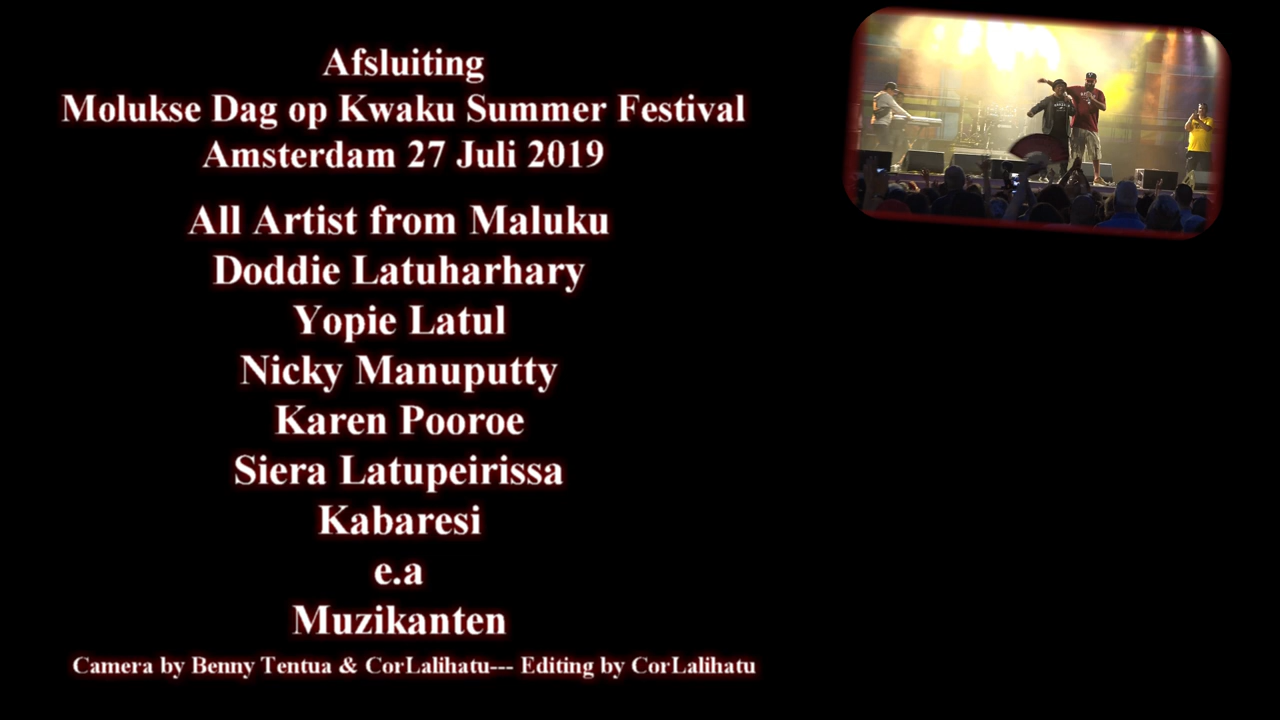 Afsluiting
Molukse Dag op Kwaku Summer Festival
Amsterdam 27 Juli 2019
All Artist from Maluku
Doddie Latuharhary
Yopie Latul
Nicky Manuputty
Karen Pooroe
Siera Latupeirissa
Kabaresi
e.a
Muzikanten
Camera by Benny Tentua & CorLalihatu--- Editing by CorLalihatu